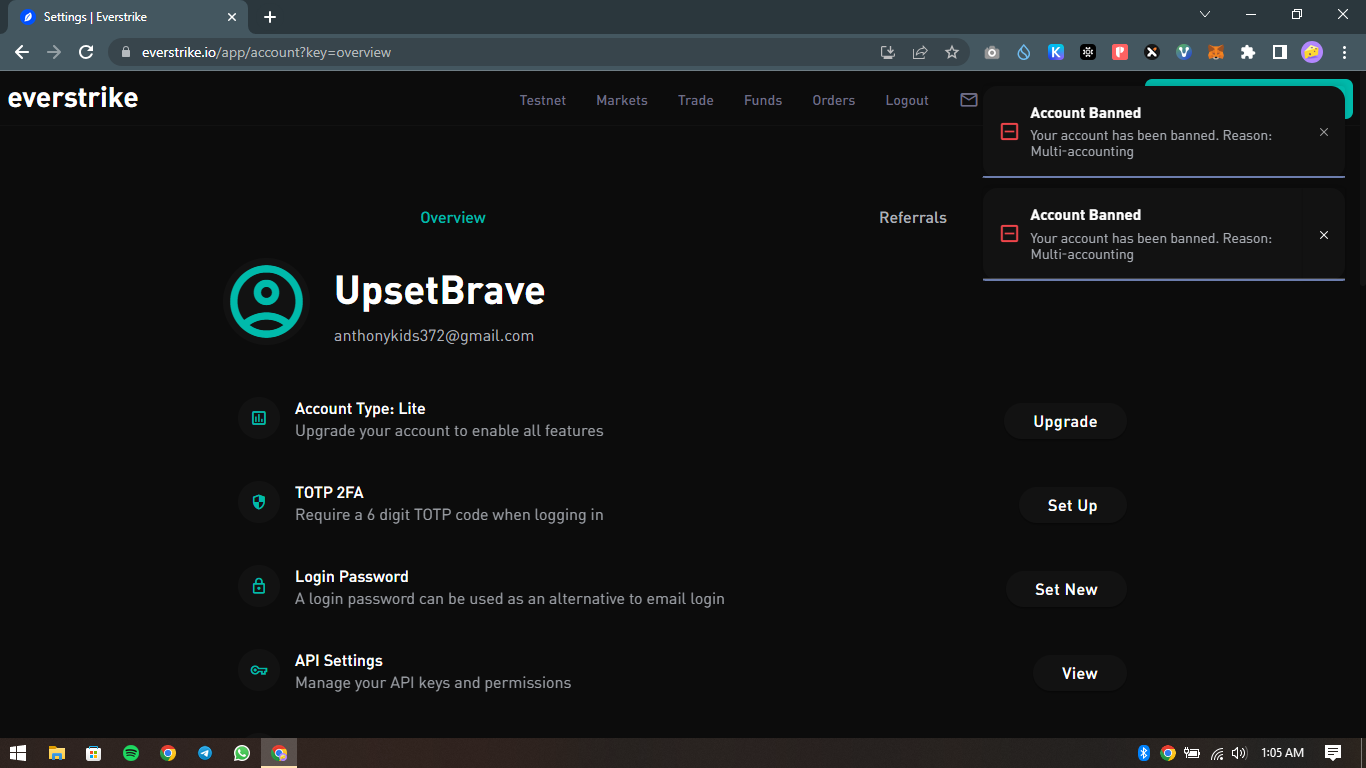 Settings | Everstrike
everstrike.io/app/account?key=overview
everstrike
Testnet
Markets
Trade
Funds
Orders
Logout
Account Banned
Your account has been banned. Reason:
Multi-accounting
Account Banned
Your account has been banned. Reason:
Multi-accounting
Overview
Referrals
UpsetBrave
anthonykids372@gmail.com
Account Type: Lite
Upgrade your account to enable all features
Upgrade
TOTP 2FA
Require a 6 digit TOTP code when logging in
Set Up
Login Password
A login password can be used as an alternative to email login
Set New
API Settings
Manage your API keys and permissions
View
1:05 AM